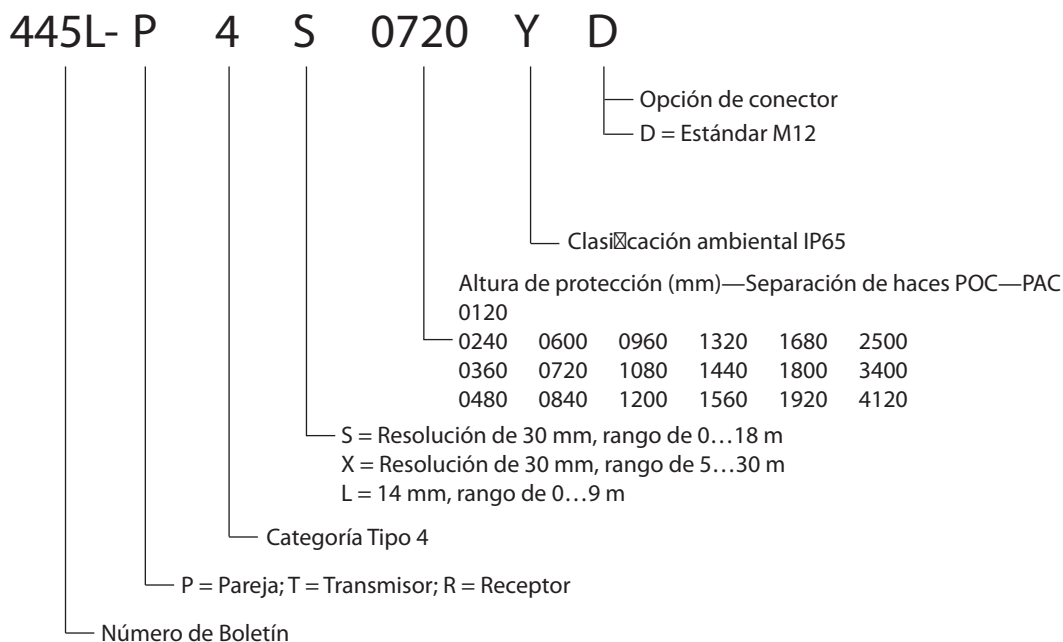 445L- P 4 S 0720 Y D
Opción de conector
D = Estándar M12
Clasi☒cación ambiental IP65
Altura de protección (mm)—Separación de haces POC—PAC
0120
0240 0600 0960 1320 1680 2500
0360 0720 1080 1440 1800 3400
0480 0840 1200 1560 1920 4120
S = Resolución de 30 mm, rango de 0…18 m
X = Resolución de 30 mm, rango de 5…30 m
L = 14 mm, rango de 0…9 m
Categoría Tipo 4
P = Pareja; T = Transmisor; R = Receptor
Número de Boletín